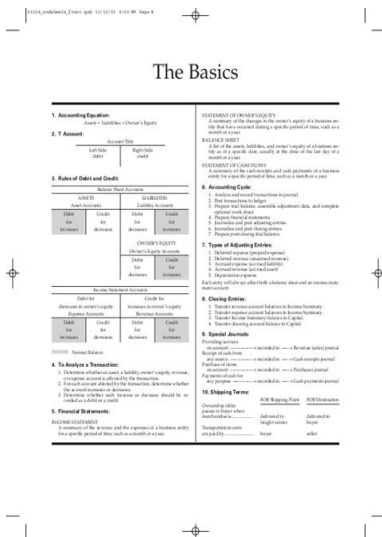 The Basics
1. Accounting Equation:
Assets = Liabilities + Owner's Equity
2. T Account:
Account Title
Left Side Right Side
debit credit
3. Rules of Debit and Credit:
Balance Sheet Accounts
ASSETS LIABILITIES
Asset Accounts Liability Accounts
Debit Credit Debit Credit
for for for for
increases decreases decreases increases
OWNER'S EQUITY
Owner's Equity Accounts
Debit Credit
for for
decreases increases
Income Statement Accounts
Debit for Credit for
decreases in owner's equity increases in owner's equity
Expense Accounts Revenue Accounts
Debit Credit Debit Credit
for for for for
increases decreases decreases increases
Normal Balance
4. To Analyze a Transaction:
1. Determine whether an asset, a liability, owner's equity, revenue,
or expense account is affected by the transaction.
2. For each account affected by the transaction, determine whether
the account increases or decreases.
3. Determine whether each increase or decrease should be re-
corded as a debit or a credit.
5. Financial Statements:
INCOME STATEMENT
A summary of the revenue and the expenses of a business entity
for a specific period of time, such as a month or a year.
STATEMENT OF OWNER'S EQUITY
A summary of the changes in the owner's equity of a business en-
tity that have occurred during a specific period of time, such as a
month or a year.
BALANCE SHEET
A list of the assets, liabilities, and owner's equity of a business en-
tity as of a specific date, usually at the close of the last day of a
month or a year.
STATEMENT OF CASH FLOWS
A summary of the cash receipts and cash payments of a business
entity for a specific period of time, such as a month or a year.
6. Accounting Cycle:
1. Analyze and record transactions in journal.
2. Post transactions to ledger.
3. Prepare trial balance, assemble adjustment data, and complete
optional work sheet.
4. Prepare financial statements.
5. Journalize and post adjusting entries.
6. Journalize and post closing entries.
7. Prepare post-closing trial balance.
7. Types of Adjusting Entries:
1. Deferred expense (prepaid expense)
2. Deferred revenue (unearned revenue)
3. Accrued expense (accrued liability)
4. Accrued revenue (accrued asset)
5. Depreciation expense
Each entry will always affect both a balance sheet and an income state-
ment account.
8. Closing Entries:
1. Transfer revenue account balances to Income Summary.
2. Transfer expense account balances to Income Summary.
3. Transfer Income Summary balance to Capital.
4. Transfer drawing account balance to Capital.
9. Special Journals:
Providing services
on account recorded in Revenue (sales) journal
Receipt of cash from
any source recorded in Cash receipts journal
Purchase of items
on account recorded in Purchases journal
Payments of cash for
any purpose recorded in Cash payments journal
10. Shipping Terms:
FOB Shipping Point FOB Destination
Ownership (title)
passes to buyer when
merchandise is delivered to delivered to
freight carrier buyer
Transportation costs
are paid by buyer seller